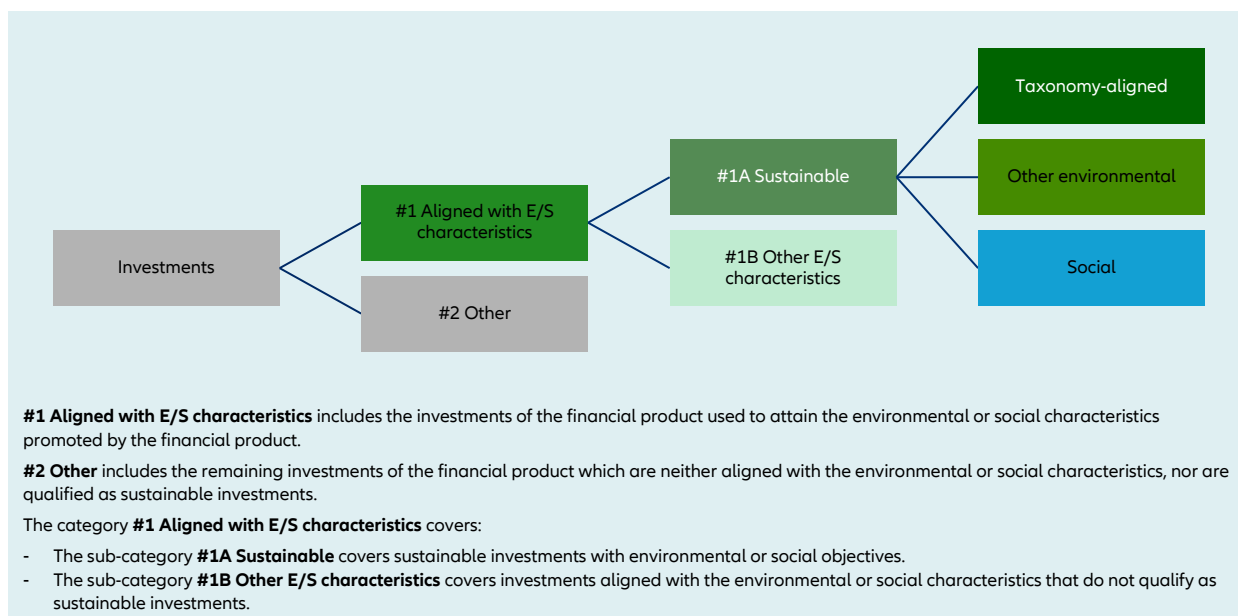 Taxonomy-aligned
#1A Sustainable
Other environmental
#1 Aligned with E/S
characteristics
Investments
#1B Other E/S
characteristics
Social
#2 Other
#1 Aligned with E/S characteristics includes the investments of the financial product used to attain the environmental or social characteristics
promoted by the financial product.
#2 Other includes the remaining investments of the financial product which are neither aligned with the environmental or social characteristics, nor are
qualified as sustainable investments.
The category #1 Aligned with E/S characteristics covers:
- The sub-category #1A Sustainable covers sustainable investments with environmental or social objectives.
- The sub-category #1B Other E/S characteristics covers investments aligned with the environmental or social characteristics that do not qualify as
sustainable investments.